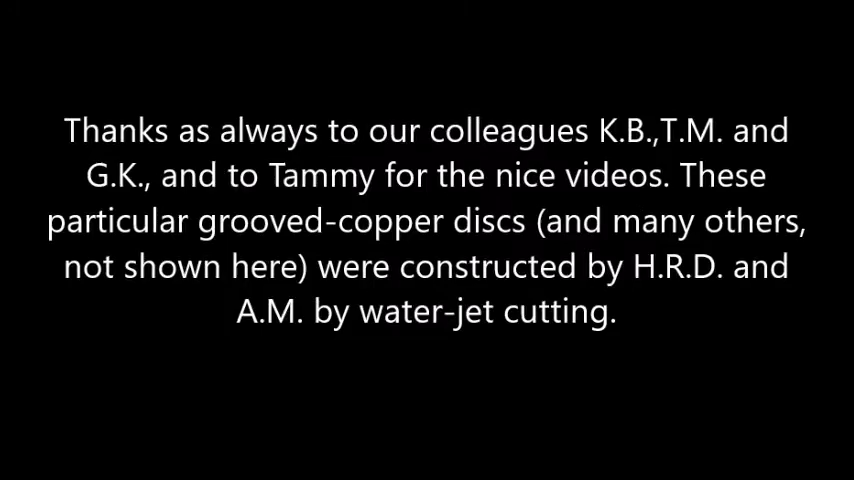 Thanks as always to our colleagues K.B.,T.M. and
G.K., and to Tammy for the nice videos. These
particular grooved-copper discs (and many others,
not shown here) were constructed by H.R.D. and
A.M. by water-jet cutting.